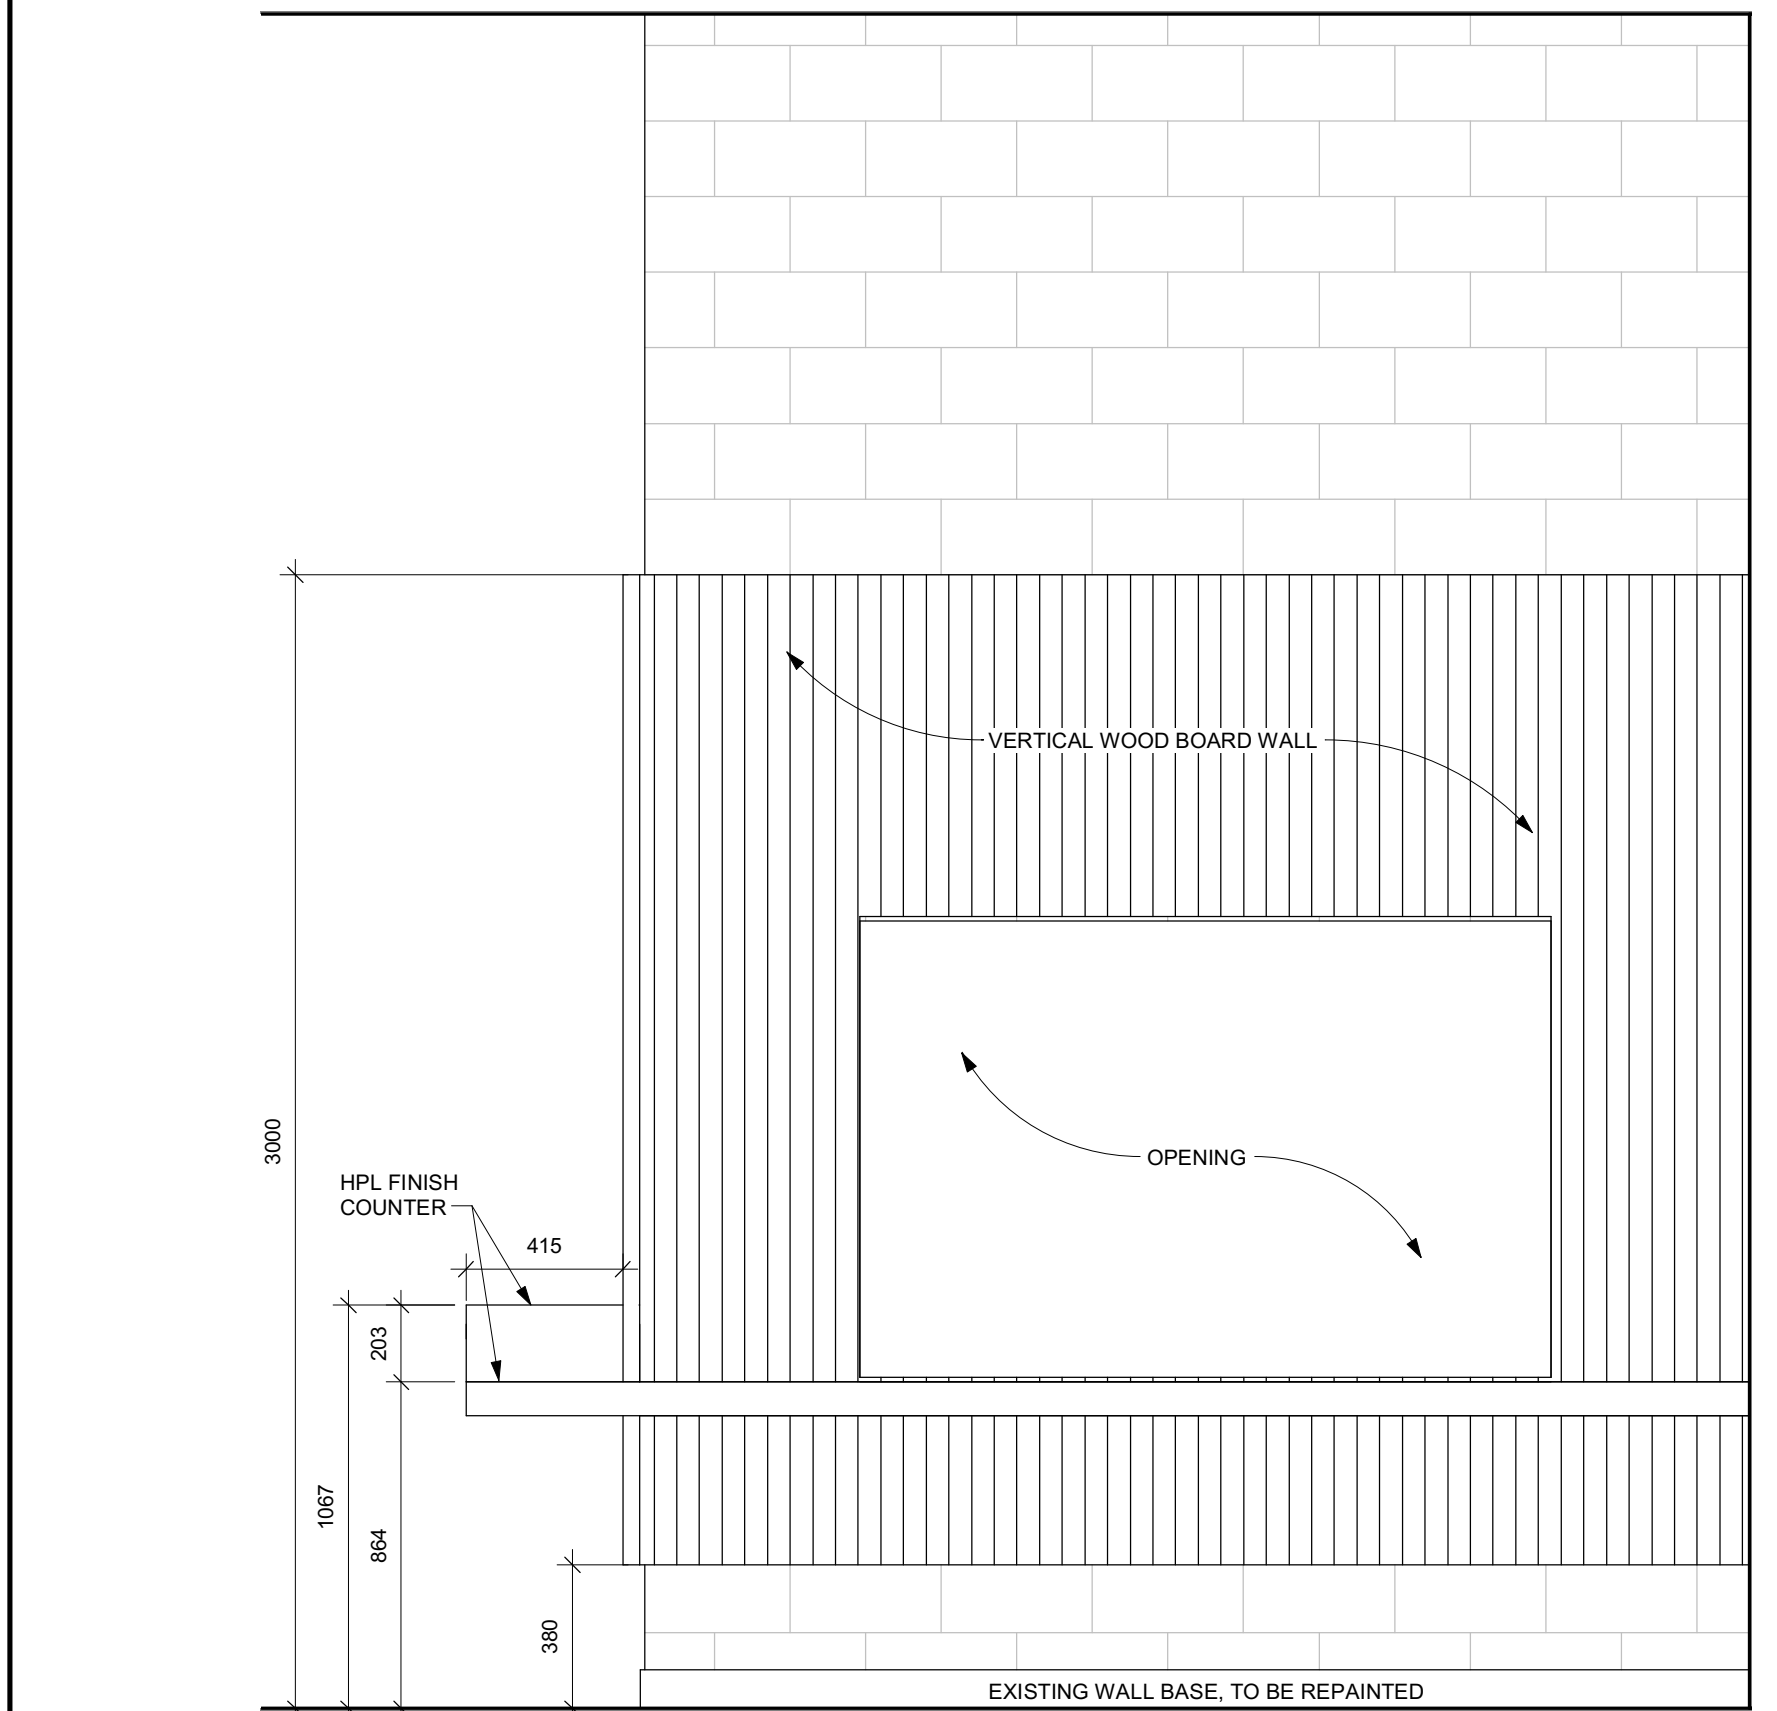 VERTICAL WOOD BOARD WALL
3000
OPENING
HPL FINISH
COUNTER
415
203
1067
864
380
EXISTING WALL BASE, TO BE REPAINTED